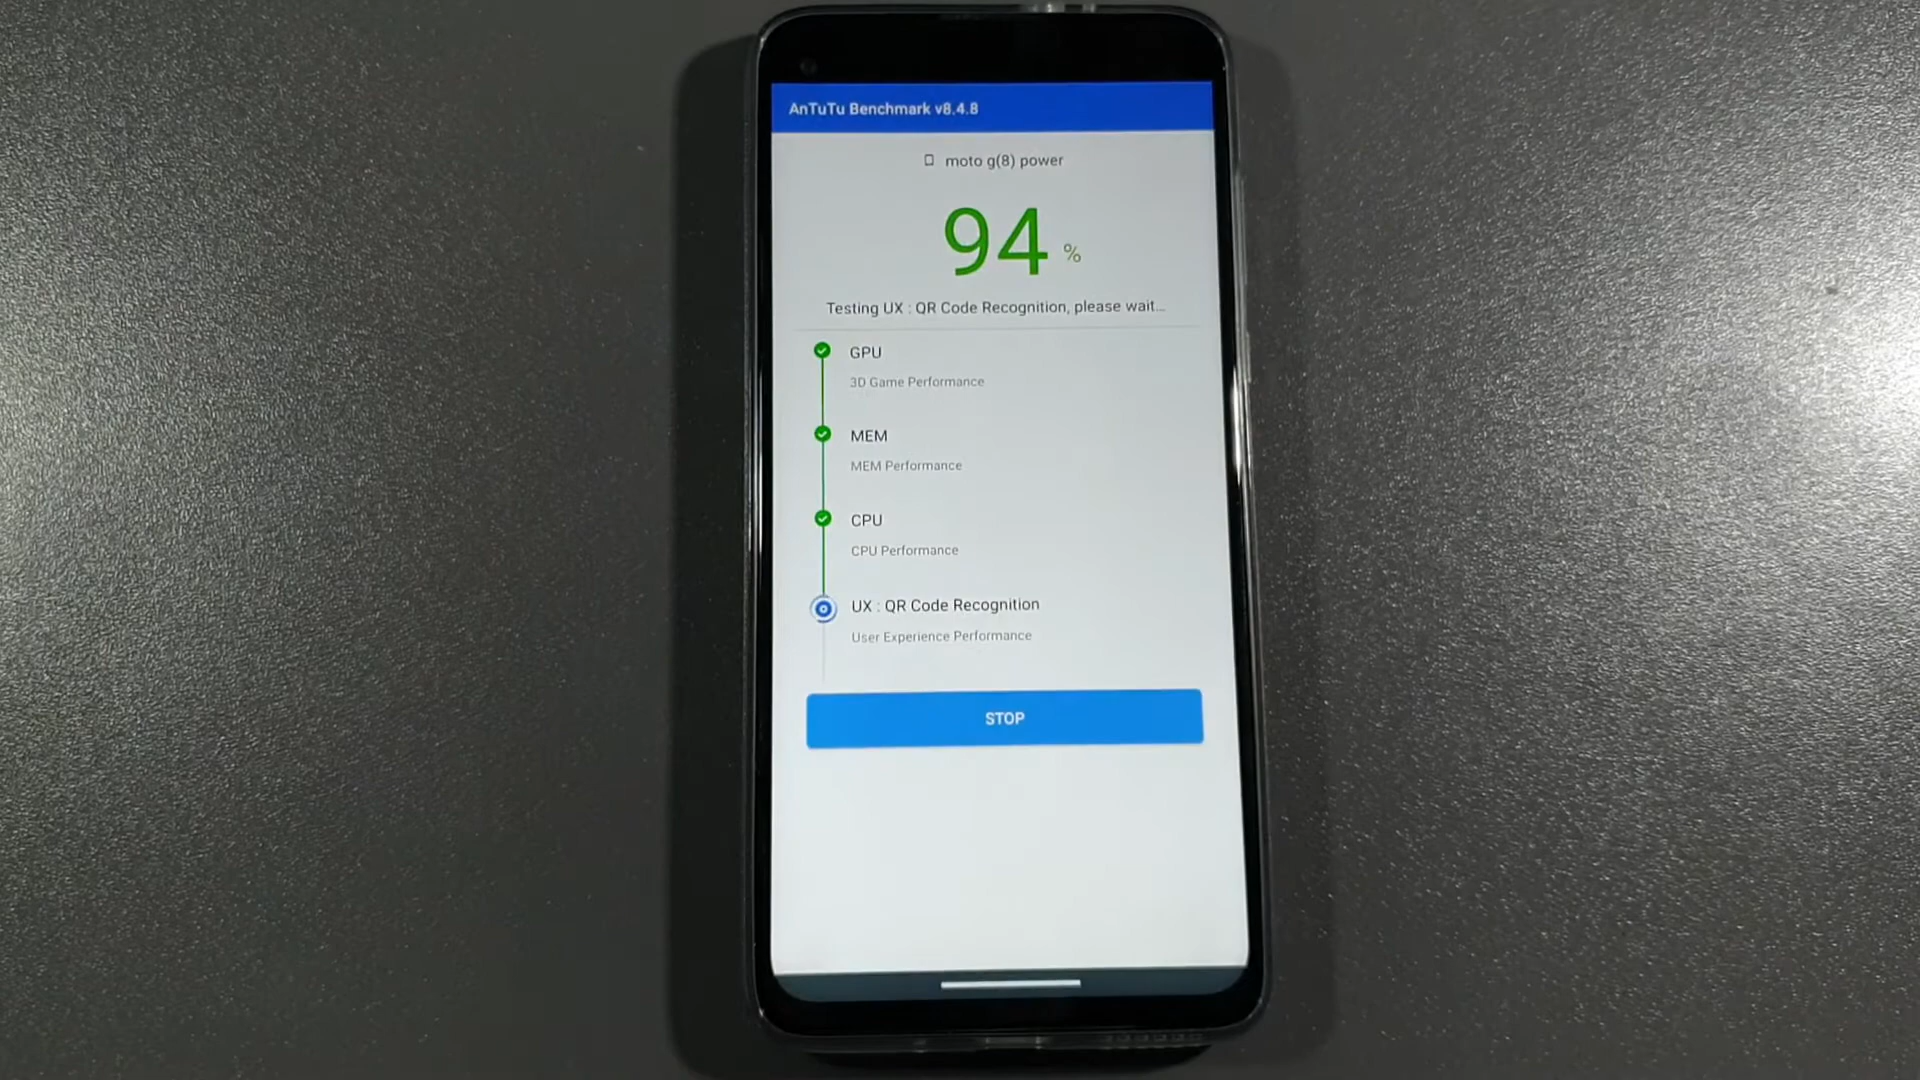 AnTuTu Benchmark v8.4.8
moto g(8) power
94 %
Testing UX : QR Code Recognition, please wait...
GPU
3D Game Performance
MEM
MEM Performance
CPU
CPU Performance
UX : QR Code Recognition
User Experience Performance
STOP